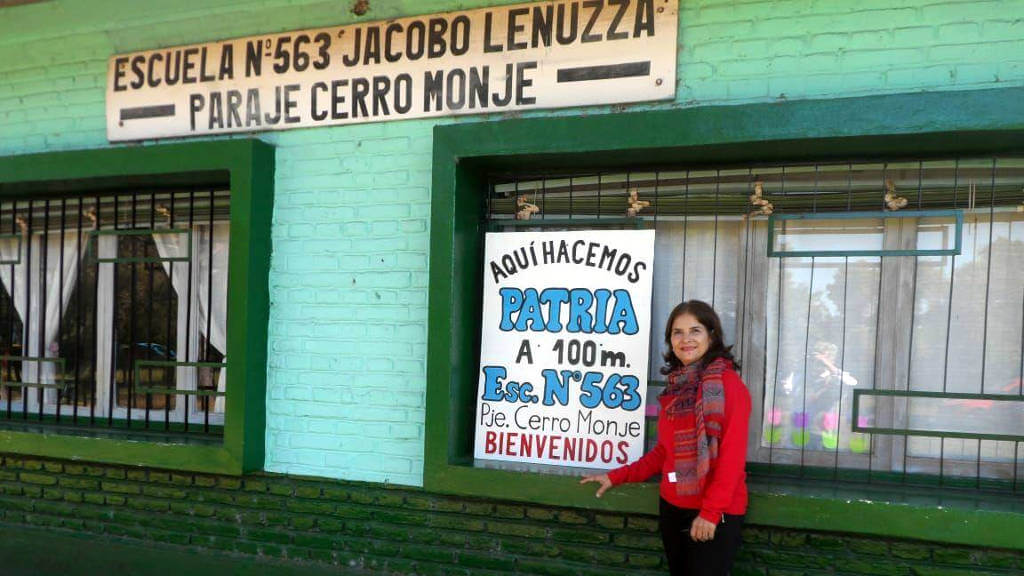 ESCUELA Nº563 "JACOBO LENUZZA"
PARAJE CERRO MONJE
AQUÍ HACEMOS
PATRIA
A 100m.
Esc. Nº563
Pje. Cerro Monje
BIENVENIDOS